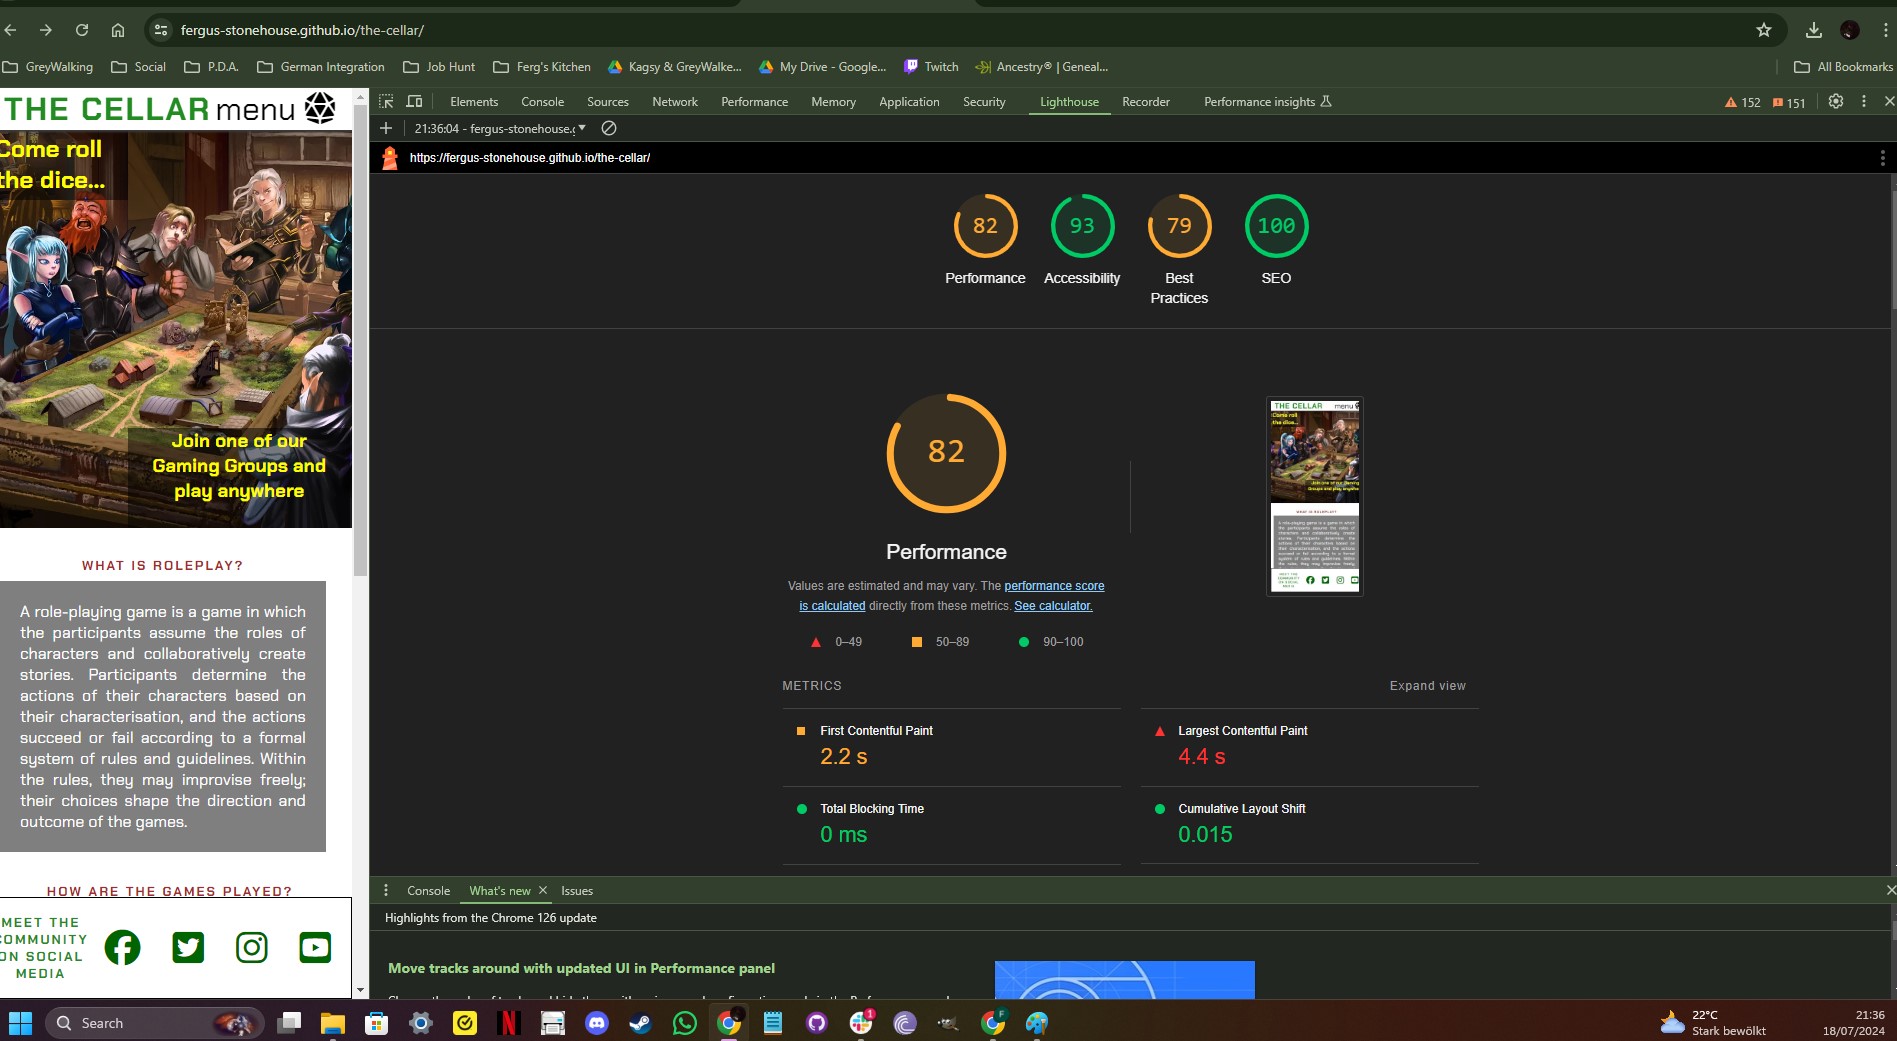 fergus-stonehouse.github.io/the-cellar/
GreyWalking Social P.D.A. German Integration Job Hunt Ferg's Kitchen Kagsy & GreyWalke... My Drive - Google... Twitch Ancestry® | Geneal... All Bookmarks
THE CELLAR menu
Come roll
the dice...
Join one of our
Gaming Groups and
play anywhere
WHAT IS ROLEPLAY?
A role-playing game is a game in which
the participants assume the roles of
characters and collaboratively create
stories. Participants determine the
actions of their characters based on
their characterisation, and the actions
succeed or fail according to a formal
system of rules and guidelines. Within
the rules, they may improvise freely;
their choices shape the direction and
outcome of the games.
HOW ARE THE GAMES PLAYED?
MEET THE
COMMUNITY
ON SOCIAL
MEDIA
Elements Console Sources Network Performance Memory Application Security Lighthouse Recorder Performance insights 152 151
21:36:04 - fergus-stonehouse.g
https://fergus-stonehouse.github.io/the-cellar/
82 93 79 100
Performance Accessibility Best Practices SEO
82
THE CELLAR menu
Come roll
the dice...
Performance
Values are estimated and may vary. The performance score
is calculated directly from these metrics. See calculator.
0–49 50–89 90–100
METRICS Expand view
First Contentful Paint
2.2 s
Largest Contentful Paint
4.4 s
Total Blocking Time
0 ms
Cumulative Layout Shift
0.015
Console What's new Issues
Highlights from the Chrome 126 update
Move tracks around with updated UI in Performance panel
Search
1
F
22°C
Stark bewölkt
21:36
18/07/2024